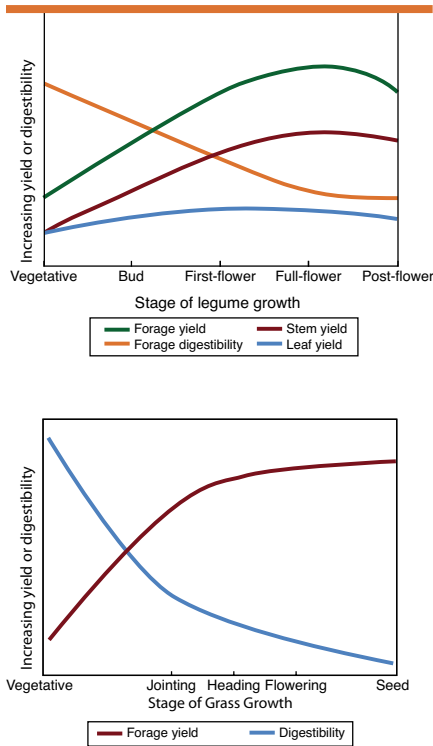 Increasing yield or digestibility
Vegetative Bud First-flower Full-flower Post-flower
Stage of legume growth
Forage yield Stem yield
Forage digestibility Leaf yield
Increasing yield or digestibility
Vegetative Jointing Heading Flowering Seed
Stage of Grass Growth
Forage yield Digestibility